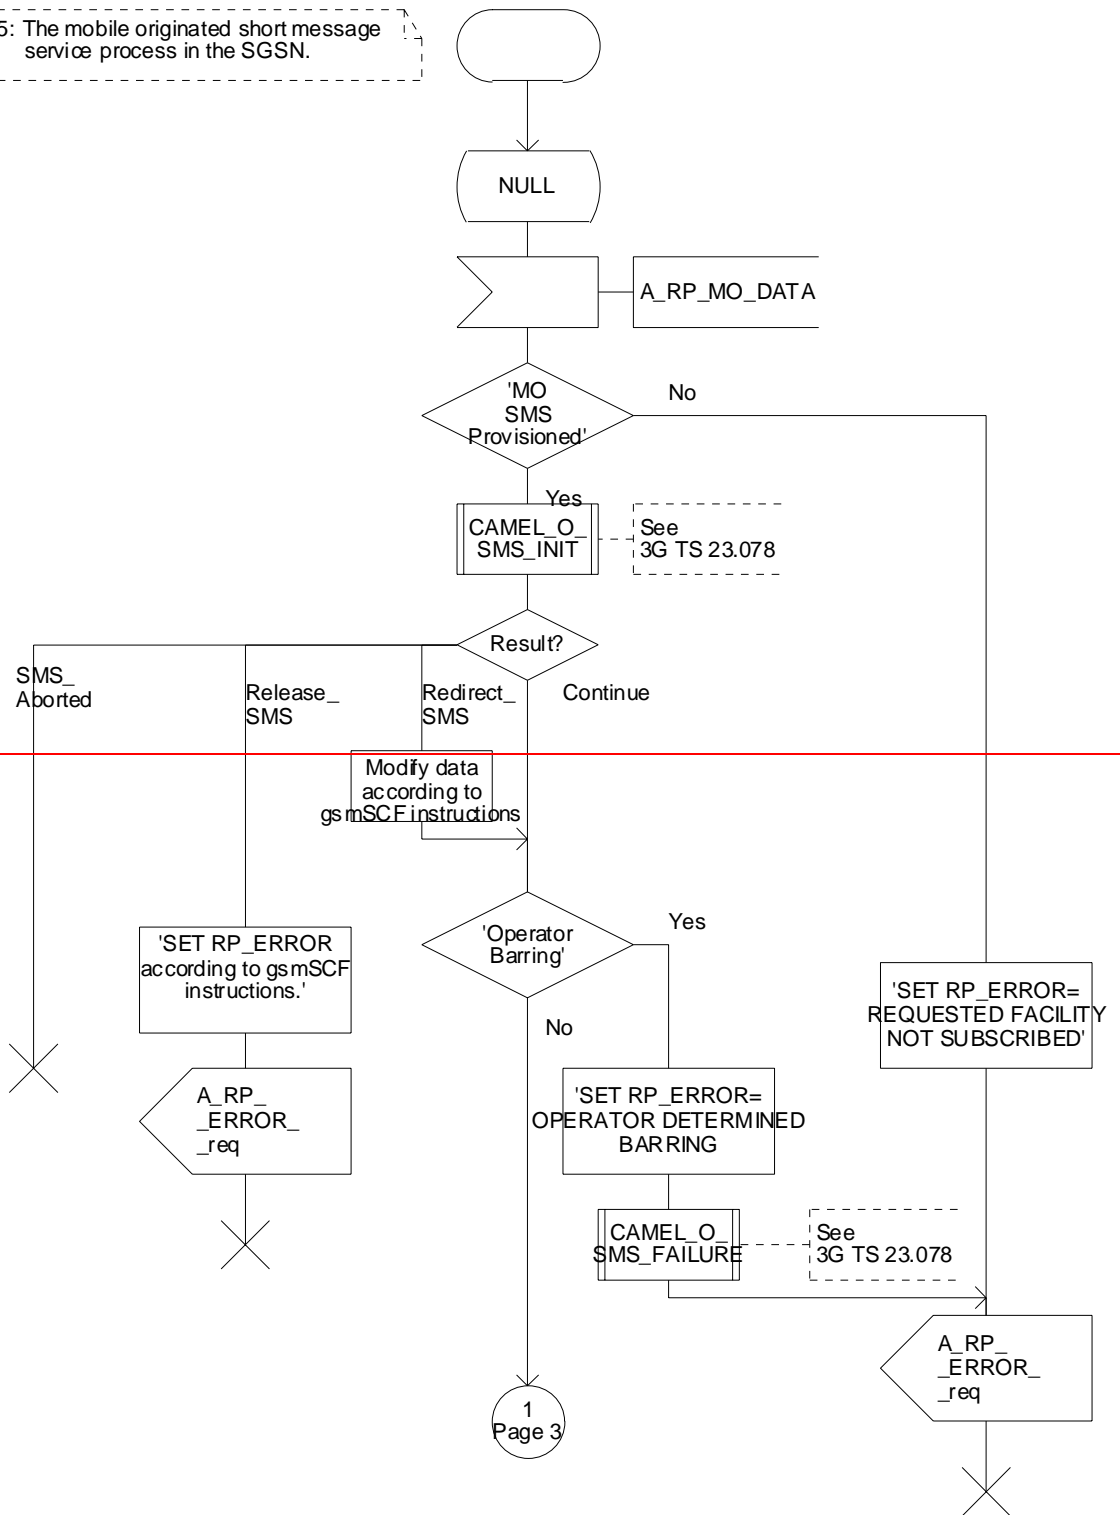 5: The mobile originated short message
service process in the SGSN.
NULL
A_RP_MO_DATA
'MO
SMS
Provisioned'
No
Yes
CAMEL_O_
SMS_INIT
See
3G TS 23.078
Result?
SMS_
Aborted
Release_
SMS
Redirect_
SMS
Continue
Modify data
according to
gsmSCF instructions
'Operator
Barring'
Yes
No
'SET RP_ERROR
according to gsmSCF
instructions.'
'SET RP_ERROR=
REQUESTED FACILITY
NOT SUBSCRIBED'
A_RP_
_ERROR_
_req
'SET RP_ERROR=
OPERATOR DETERMINED
BARRING
CAMEL_O_
SMS_FAILURE
See
3G TS 23.078
A_RP_
_ERROR_
_req
1
Page 3